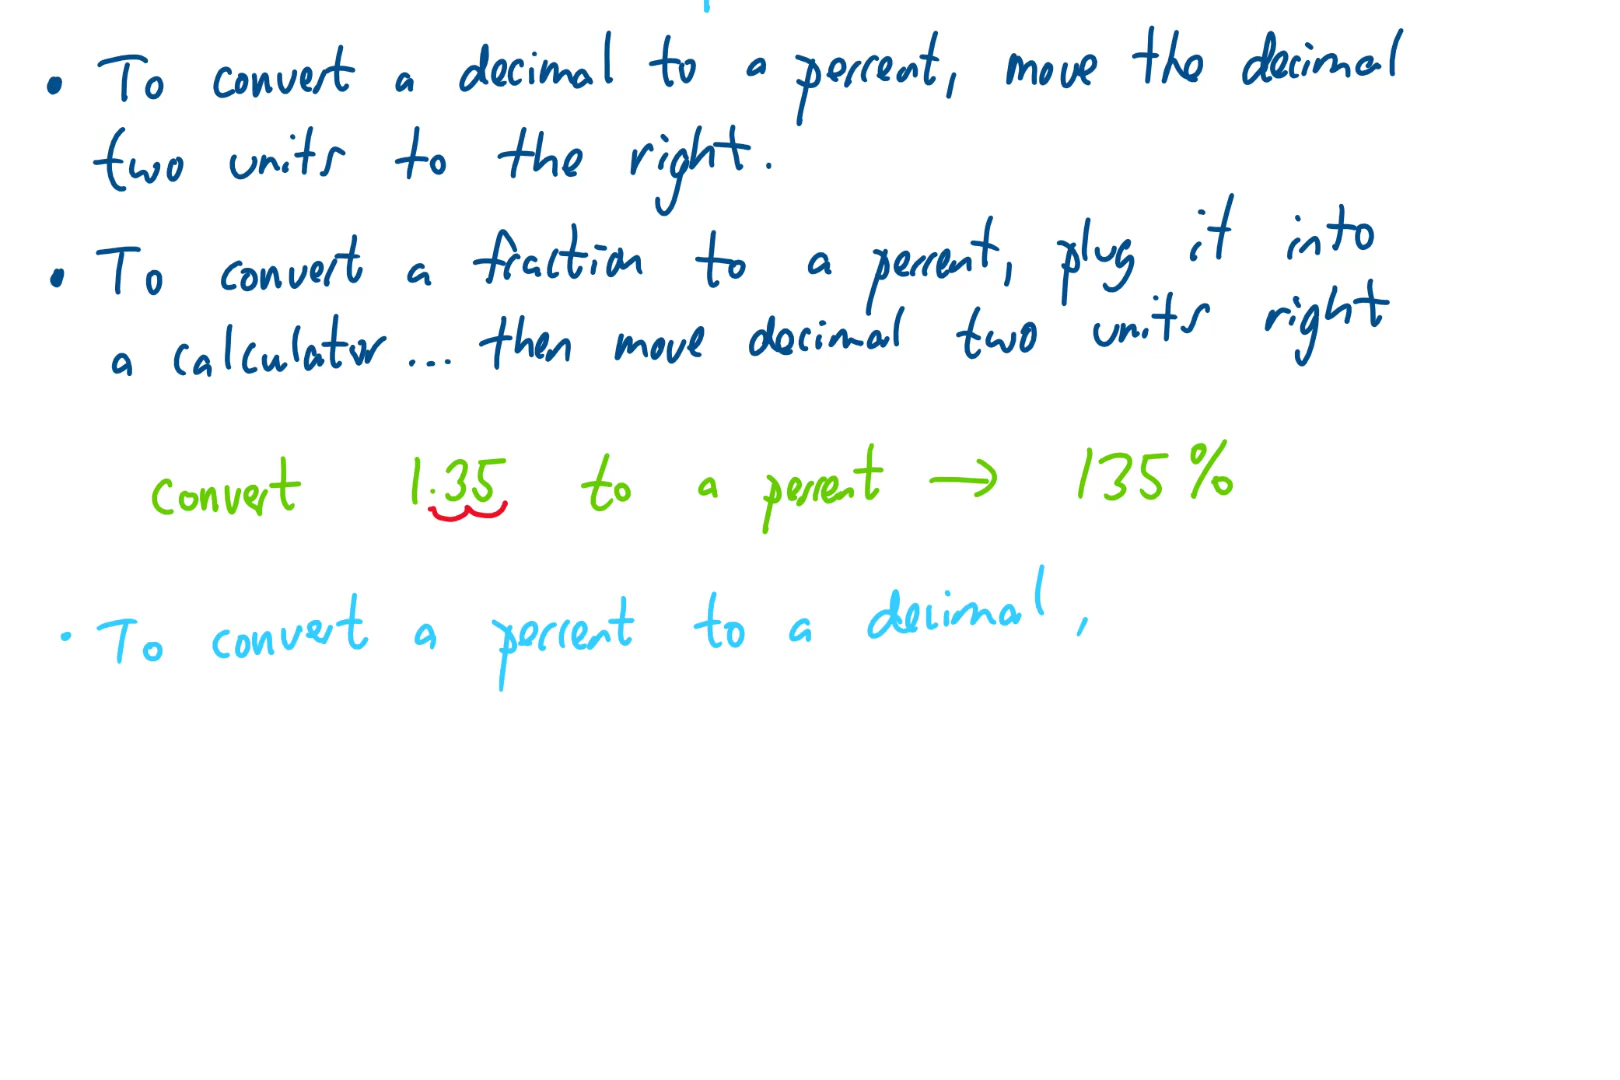 • To convert a decimal to a percent, move the decimal
two units to the right.
• To convert a fraction to a percent, plug it into
a calculator... then move decimal two units right
convert 1.35 to a percent → 135%
• To convert a percent to a decimal,